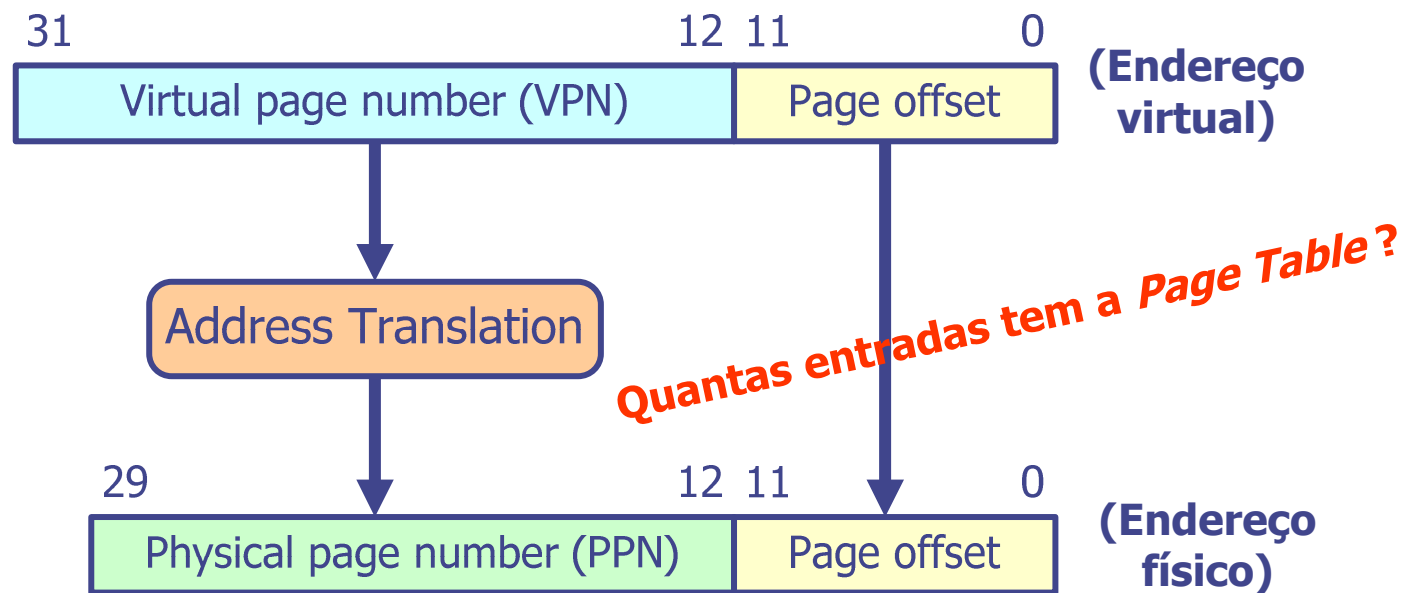 31 12 11 0
Virtual page number (VPN) Page offset
(Endereço
virtual)
Address Translation
Quantas entradas tem a Page Table?
29 12 11 0
Physical page number (PPN) Page offset
(Endereço
físico)